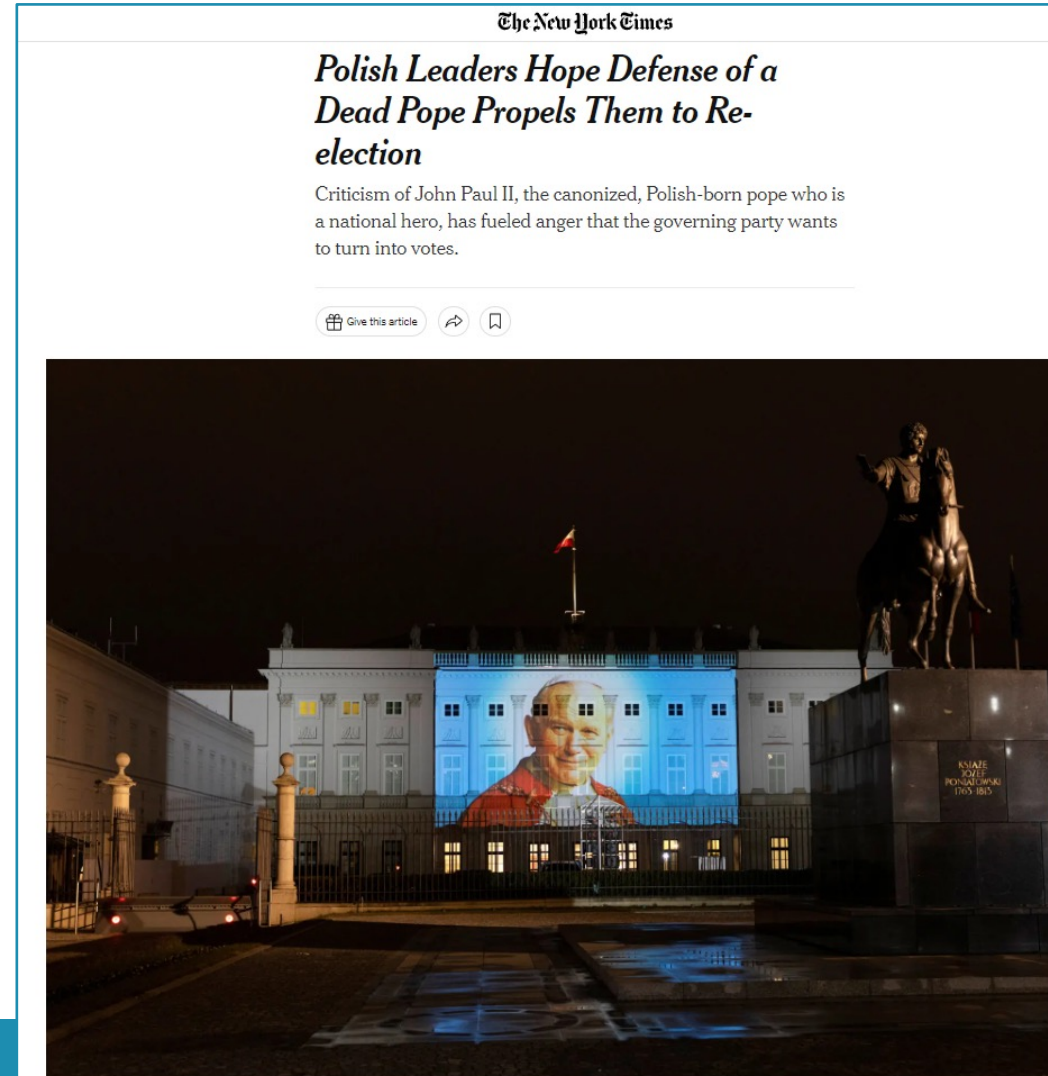 The New York Times
Polish Leaders Hope Defense of a
Dead Pope Propels Them to Re-
election
Criticism of John Paul II, the canonized, Polish-born pope who is
a national hero, has fueled anger that the governing party wants
to turn into votes.
Give this article
KSIĄŻĘ
JÓZEF
PONIATOWSKI
1763-1813